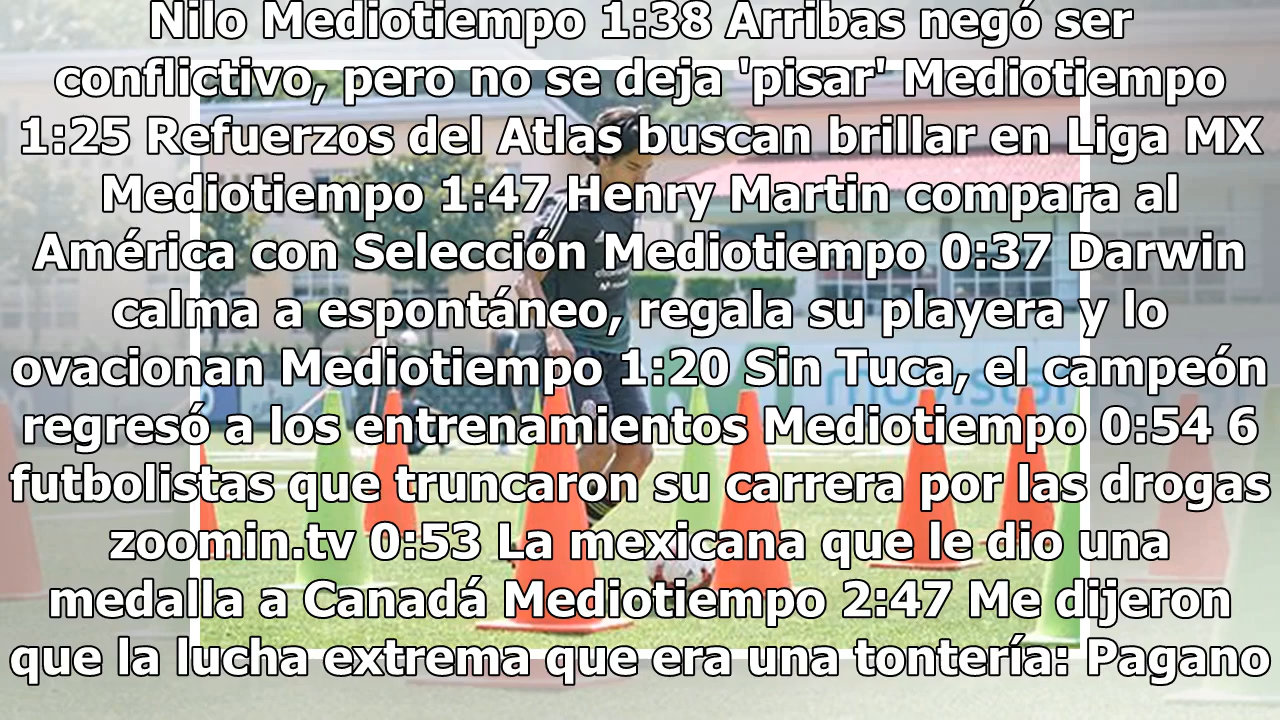 Nilo Mediotiempo 1:38 Arribas negó ser
conflictivo, pero no se deja 'pisar' Mediotiempo
1:25 Refuerzos del Atlas buscan brillar en Liga MX
Mediotiempo 1:47 Henry Martin compara al
América con Selección Mediotiempo 0:37 Darwin
calma a espontáneo, regala su playera y lo
ovacionan Mediotiempo 1:20 Sin Tuca, el campeón
regresó a los entrenamientos Mediotiempo 0:54 6
futbolistas que truncaron su carrera por las drogas
zoomin.tv 0:53 La mexicana que le dio una
medalla a Canadá Mediotiempo 2:47 Me dijeron
que la lucha extrema que era una tontería: Pagano